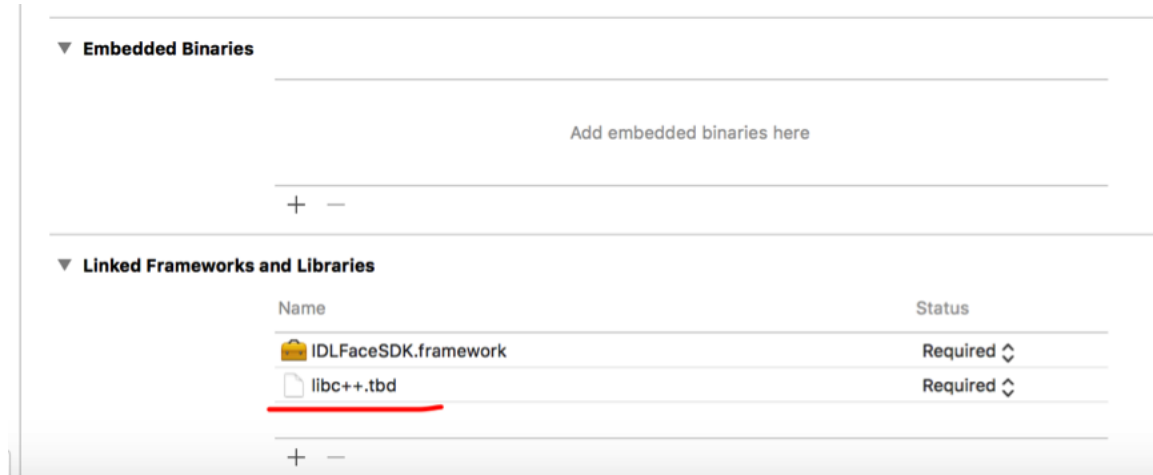 Embedded Binaries
Add embedded binaries here
Linked Frameworks and Libraries
Name Status
IDLFaceSDK.framework Required
libc++.tbd Required